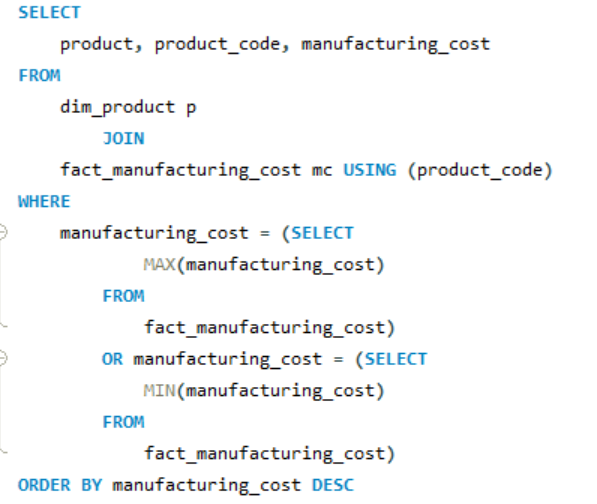 SELECT
product, product_code, manufacturing_cost
FROM
dim_product p
JOIN
fact_manufacturing_cost mc USING (product_code)
WHERE
manufacturing_cost = (SELECT
MAX(manufacturing_cost)
FROM
fact_manufacturing_cost)
OR manufacturing_cost = (SELECT
MIN(manufacturing_cost)
FROM
fact_manufacturing_cost)
ORDER BY manufacturing_cost DESC